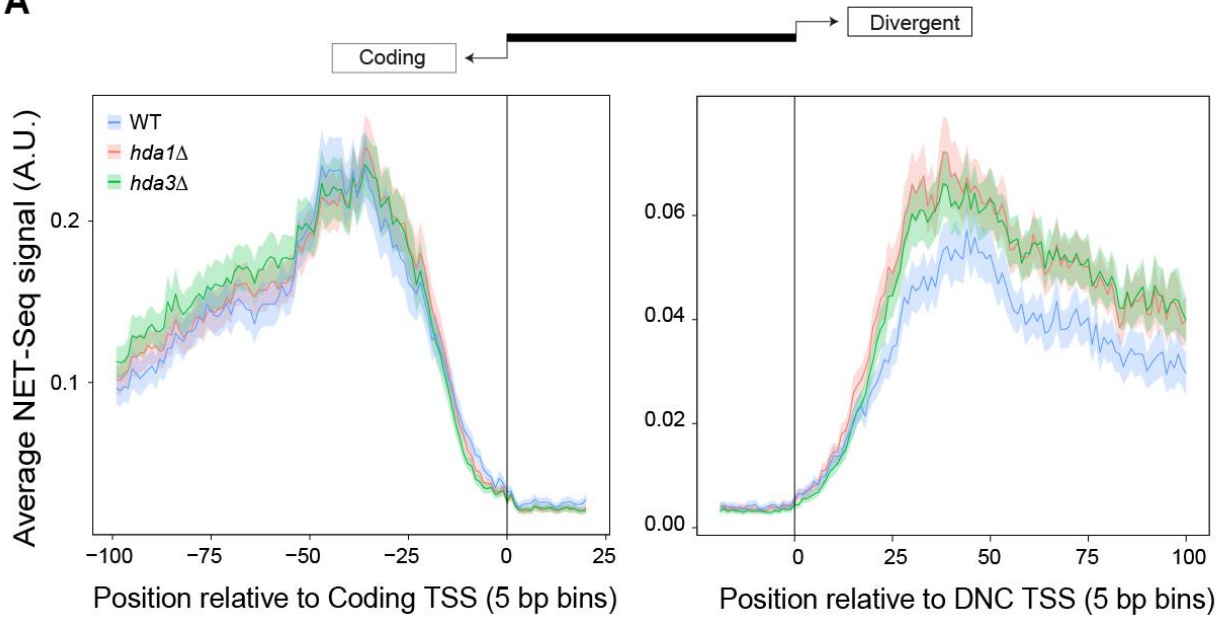 A
Divergent
Coding
Average NET-Seq signal (A.U.)
WT
hda1Δ
hda3Δ
0.2
0.1
−100
−75
−50
−25
0
25
Position relative to Coding TSS (5 bp bins)
0.06
0.04
0.02
0.00
0
25
50
75
100
Position relative to DNC TSS (5 bp bins)